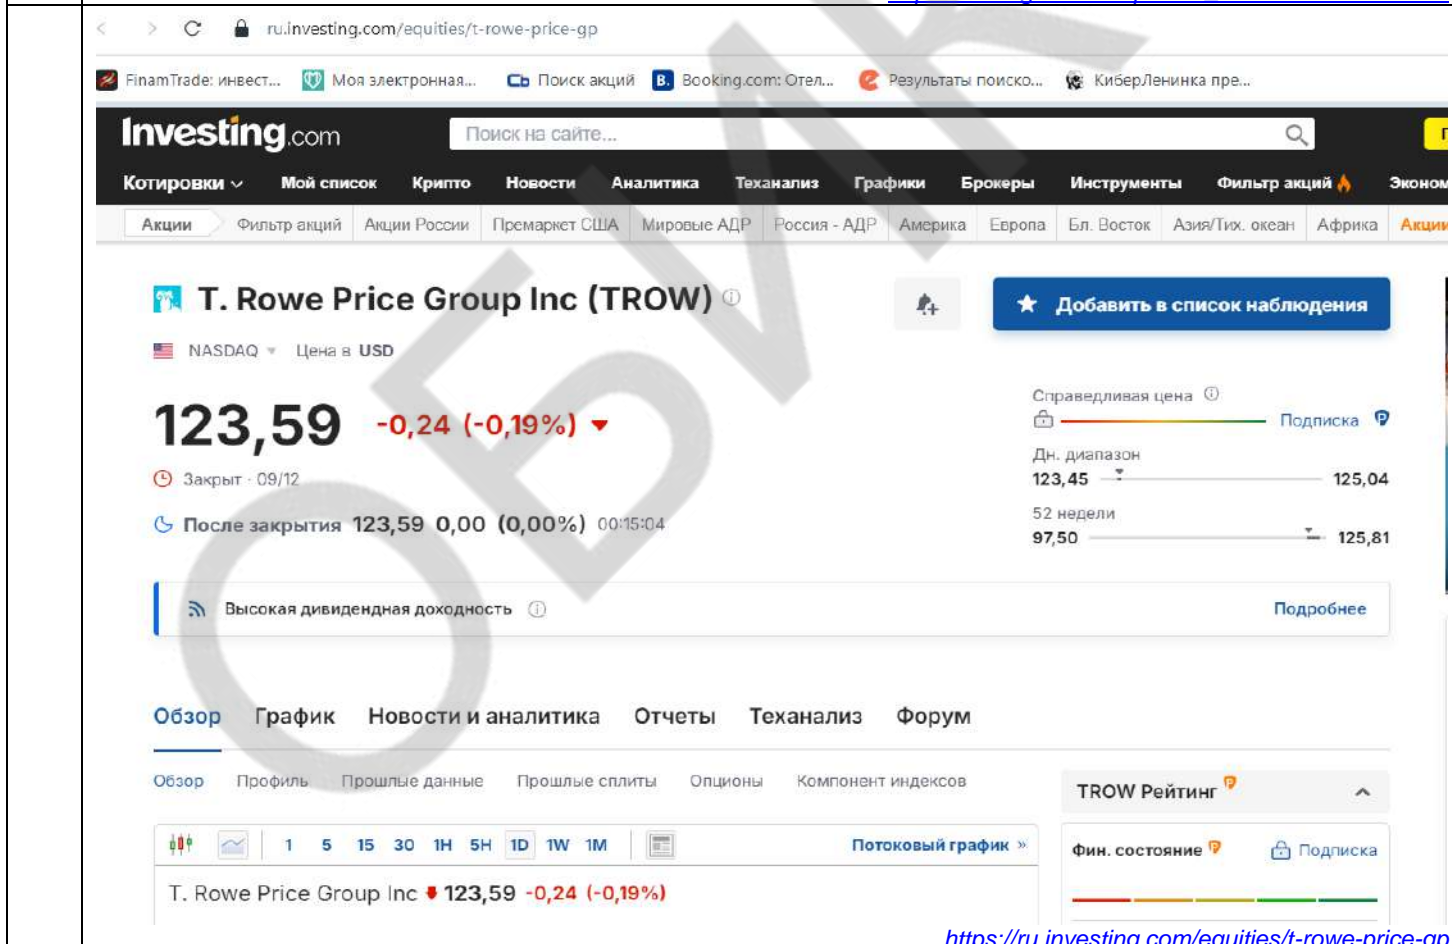 ru.investing.com/equities/t-rowe-price-gp
FinamTrade: инвест... Моя электронная... Поиск акций Booking.com: Отел... Результаты поиско... КиберЛенинка пре...
Investing.com Поиск на сайте...
Котировки Мой список Крипто Новости Аналитика Теханализ Графики Брокеры Инструменты Фильтр акций Эконом
Акции Фильтр акций Акции России Премаркет США Мировые АДР Россия - АДР Америка Европа Бл. Восток Азия/Тих. океан Африка Акции
T. Rowe Price Group Inc (TROW) Добавить в список наблюдения
NASDAQ Цена в USD
123,59 -0,24 (-0,19%)
Справедливая цена
Подписка
Закрыт · 09/12
Дн. диапазон
123,45 125,04
После закрытия 123,59 0,00 (0,00%) 00:15:04
52 недели
97,50 125,81
Высокая дивидендная доходность Подробнее
Обзор График Новости и аналитика Отчеты Теханализ Форум
Обзор Профиль Прошлые данные Прошлые сплиты Опционы Компонент индексов
TROW Рейтинг
1 5 15 30 1H 5H 1D 1W 1M Потоковый график »
Фин. состояние Подписка
T. Rowe Price Group Inc 123,59 -0,24 (-0,19%)
https://ru.investing.com/equities/t-rowe-price-gp
ОБИК